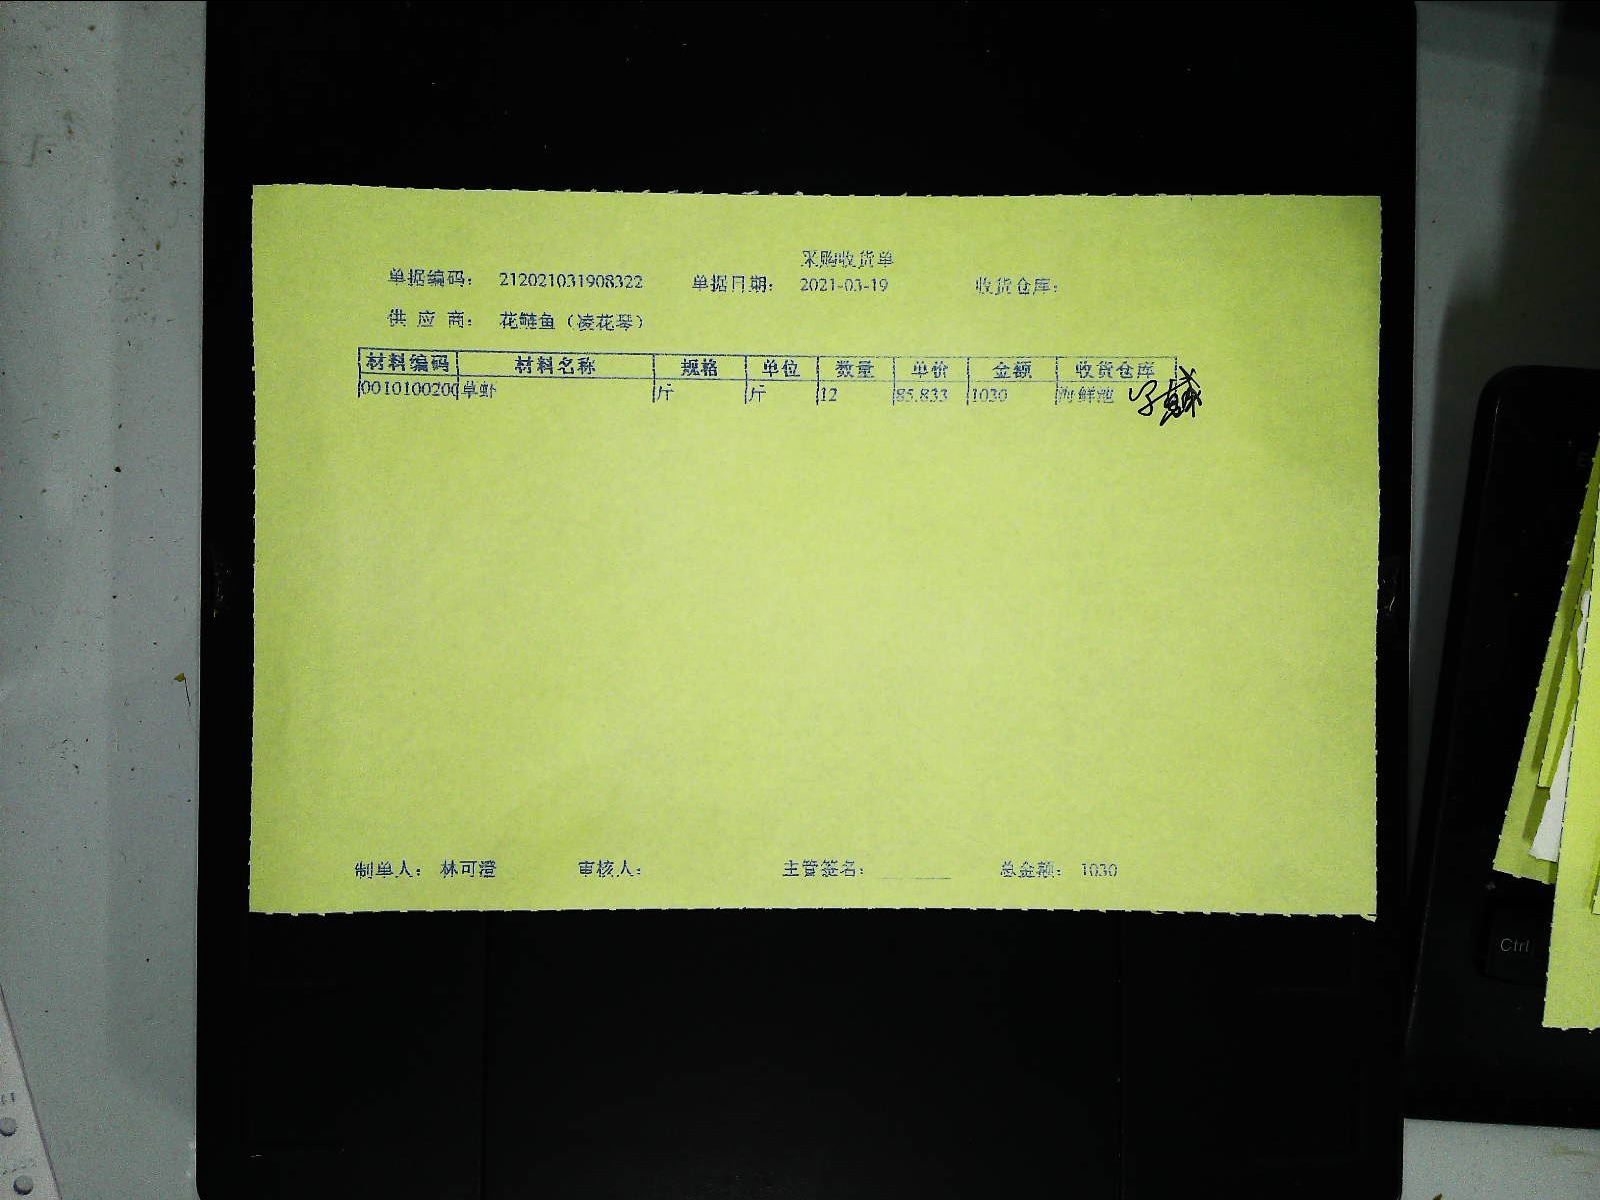 采购收货单
单据编码: 212021031908322 单据日期: 2021-03-19 收货仓库:
供应商: 花鲢鱼（凌花琴）
材料编码 材料名称 规格 单位 数量 单价 金额 收货仓库
0010100200 草虾 斤 斤 12 85.833 1030 海鲜池
制单人: 林可澄 审核人: 主管签名: 总金额: 1030
Ctrl